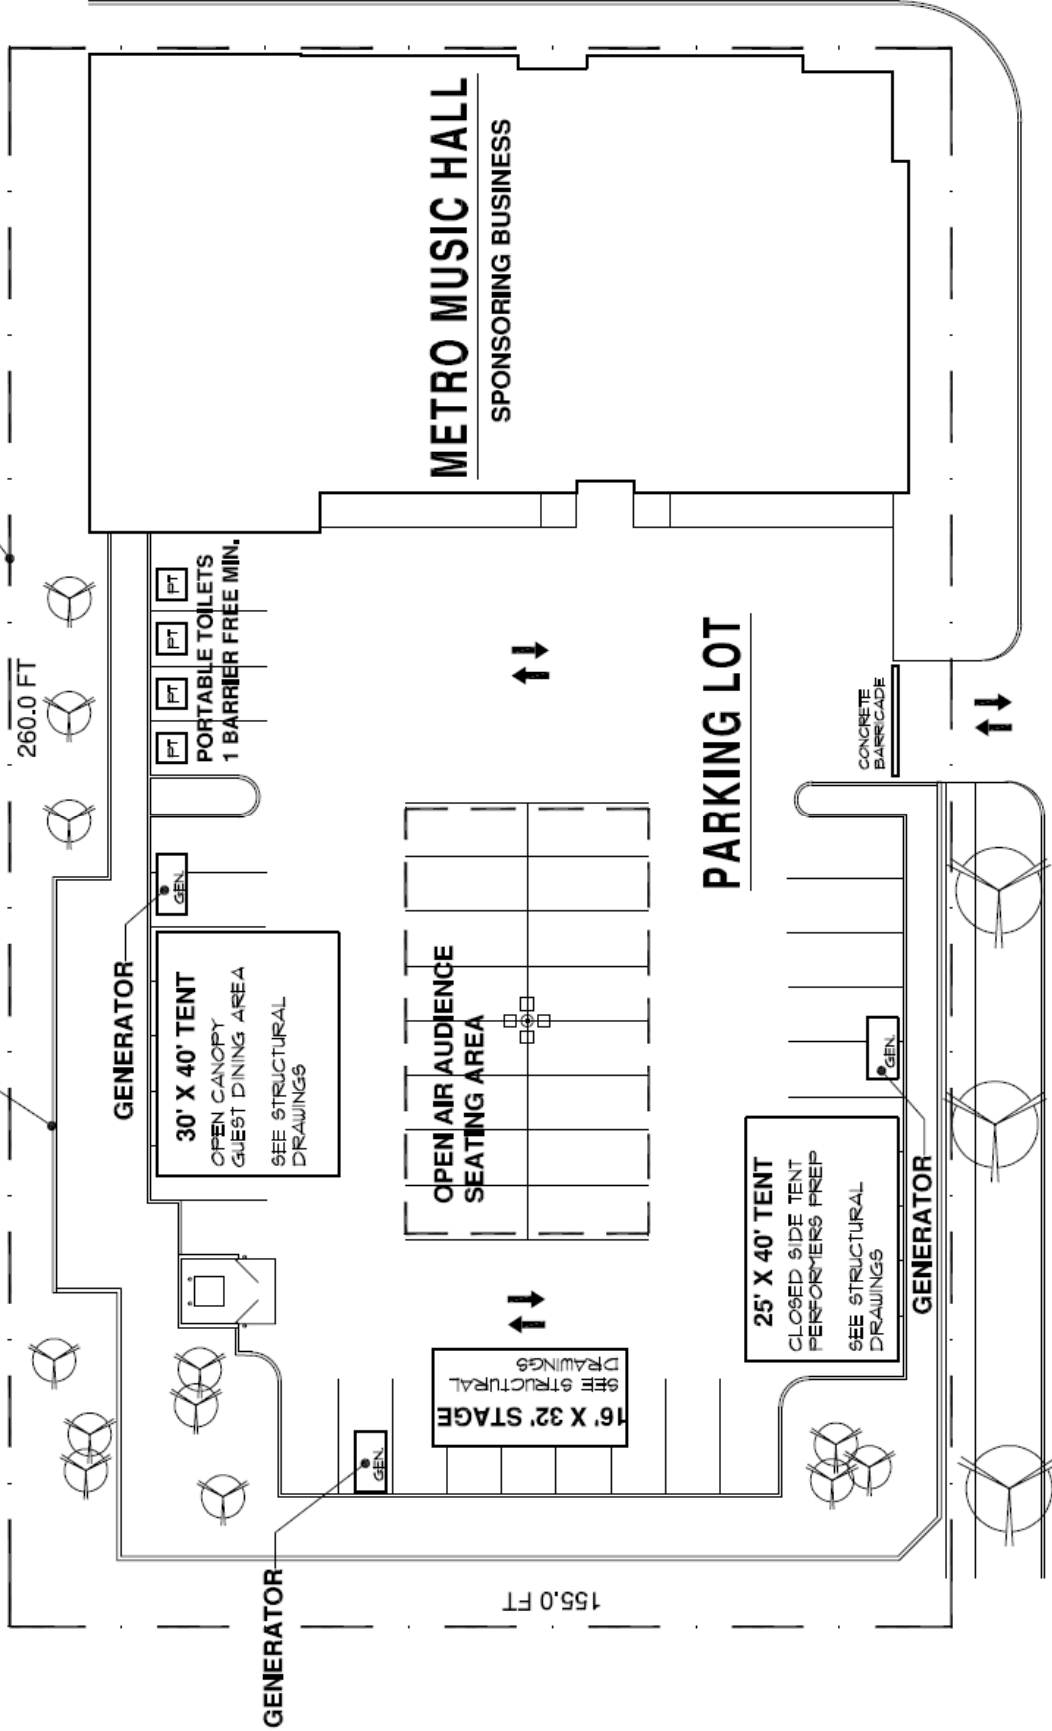 260.0 FT
METRO MUSIC HALL
SPONSORING BUSINESS
PT
PT
PT
PT
PORTABLE TOILETS
1 BARRIER FREE MIN.
PARKING LOT
CONCRETE
BARRICADE
GENERATOR
GEN.
30' X 40' TENT
OPEN CANOPY
GUEST DINING AREA
SEE STRUCTURAL
DRAWINGS
OPEN AIR AUDIENCE
SEATING AREA
GEN.
GENERATOR
25' X 40' TENT
CLOSED SIDE TENT
PERFORMERS PREP
SEE STRUCTURAL
DRAWINGS
16' X 32' STAGE
SEE STRUCTURAL
DRAWINGS
GEN.
GENERATOR
155.0 FT